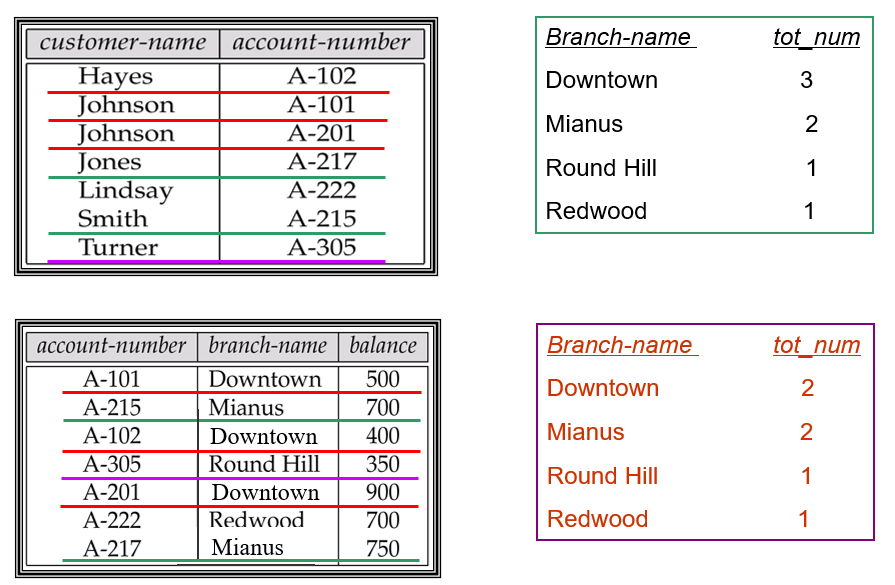 customer-name account-number
Hayes A-102
Johnson A-101
Johnson A-201
Jones A-217
Lindsay A-222
Smith A-215
Turner A-305
Branch-name tot_num
Downtown 3
Mianus 2
Round Hill 1
Redwood 1
account-number branch-name balance
A-101 Downtown 500
A-215 Mianus 700
A-102 Downtown 400
A-305 Round Hill 350
A-201 Downtown 900
A-222 Redwood 700
A-217 Mianus 750
Branch-name tot_num
Downtown 2
Mianus 2
Round Hill 1
Redwood 1